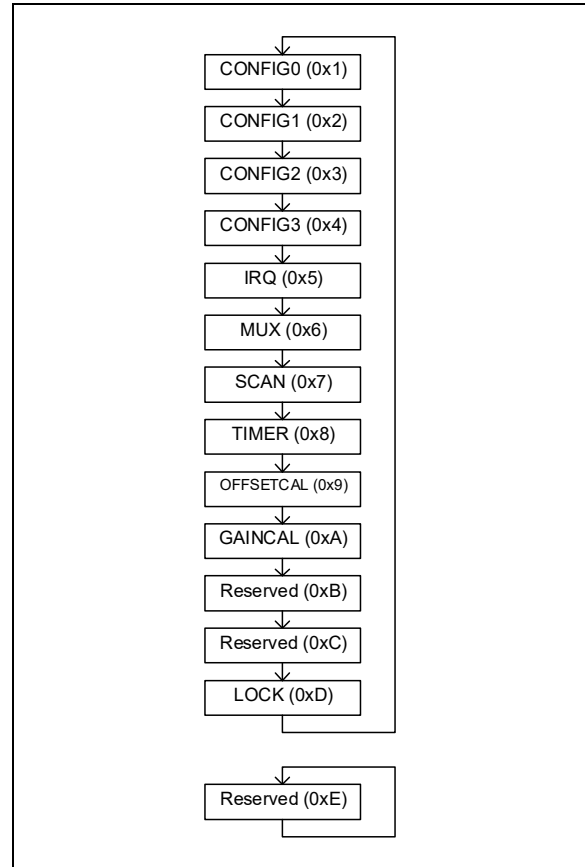 CONFIG0 (0x1)
CONFIG1 (0x2)
CONFIG2 (0x3)
CONFIG3 (0x4)
IRQ (0x5)
MUX (0x6)
SCAN (0x7)
TIMER (0x8)
OFFSETCAL (0x9)
GAINCAL (0xA)
Reserved (0xB)
Reserved (0xC)
LOCK (0xD)
Reserved (0xE)